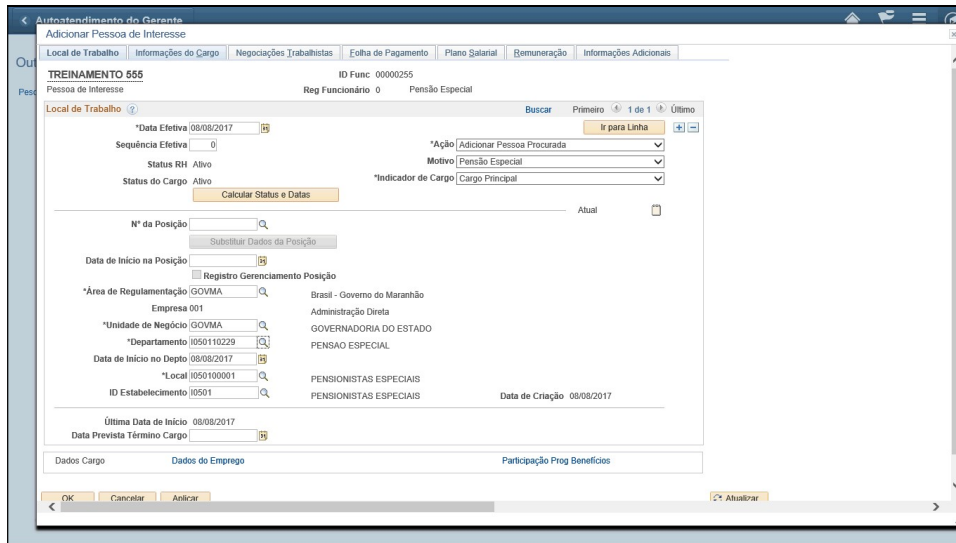 Autoatendimento do Gerente
Adicionar Pessoa de Interesse
Local de Trabalho Informações do Cargo Negociações Trabalhistas Folha de Pagamento Plano Salarial Remuneração Informações Adicionais
Out
TREINAMENTO 555 ID Func 00000255
Pesc
Pessoa de Interesse Reg Funcionário 0 Pensão Especial
Local de Trabalho Buscar Primeiro 1 de 1 Último
*Data Efetiva 08/08/2017 Ir para Linha
Sequência Efetiva 0 *Ação Adicionar Pessoa Procurada
Status RH Ativo Motivo Pensão Especial
Status do Cargo Ativo *Indicador de Cargo Cargo Principal
Calcular Status e Datas
Atual
Nº da Posição
Substituir Dados da Posição
Data de Início na Posição
Registro Gerenciamento Posição
*Área de Regulamentação GOVMA Brasil - Governo do Maranhão
Empresa 001 Administração Direta
*Unidade de Negócio GOVMA GOVERNADORIA DO ESTADO
*Departamento I050110229 PENSAO ESPECIAL
Data de Início no Depto 08/08/2017
*Local I050100001 PENSIONISTAS ESPECIAIS
ID Estabelecimento I0501 PENSIONISTAS ESPECIAIS Data de Criação 08/08/2017
Última Data de Início 08/08/2017
Data Prevista Término Cargo
Dados Cargo Dados do Emprego Participação Prog Benefícios
OK Cancelar Aplicar Atualizar